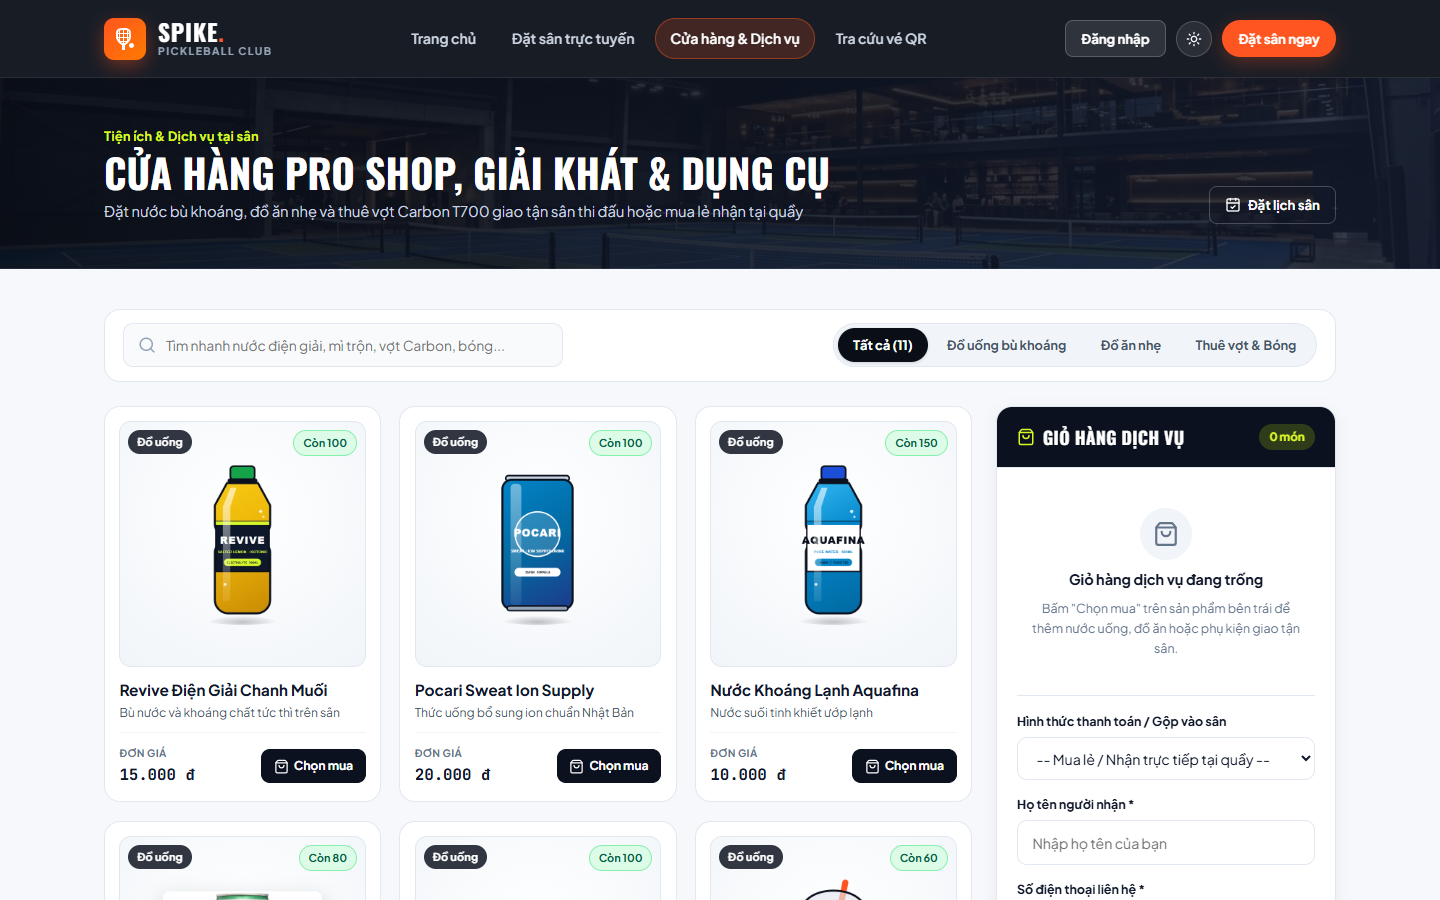 SPIKE.
PICKLEBALL CLUB
Trang chủ
Đặt sân trực tuyến
Cửa hàng & Dịch vụ
Tra cứu vé QR
Đăng nhập
Đặt sân ngay
Tiện ích & Dịch vụ tại sân
CỬA HÀNG PRO SHOP, GIẢI KHÁT & DỤNG CỤ
Đặt nước bù khoáng, đồ ăn nhẹ và thuê vợt Carbon T700 giao tận sân thi đấu hoặc mua lẻ nhận tại quầy
Đặt lịch sân
Tìm nhanh nước điện giải, mì trộn, vợt Carbon, bóng...
Tất cả (11)
Đồ uống bù khoáng
Đồ ăn nhẹ
Thuê vợt & Bóng
Đồ uống
Còn 100
REVIVE
Revive Điện Giải Chanh Muối
Bù nước và khoáng chất tức thì trên sân
ĐƠN GIÁ
15.000 đ
Chọn mua
Đồ uống
Còn 100
POCARI
Pocari Sweat Ion Supply
Thức uống bổ sung ion chuẩn Nhật Bản
ĐƠN GIÁ
20.000 đ
Chọn mua
Đồ uống
Còn 150
AQUAFINA
Nước Khoáng Lạnh Aquafina
Nước suối tinh khiết ướp lạnh
ĐƠN GIÁ
10.000 đ
Chọn mua
Đồ uống
Còn 80
Đồ uống
Còn 100
Đồ uống
Còn 60
GIỎ HÀNG DỊCH VỤ
0 món
Giỏ hàng dịch vụ đang trống
Bấm "Chọn mua" trên sản phẩm bên trái để
thêm nước uống, đồ ăn hoặc phụ kiện giao tận
sân.
Hình thức thanh toán / Gộp vào sân
-- Mua lẻ / Nhận trực tiếp tại quầy --
Họ tên người nhận *
Nhập họ tên của bạn
Số điện thoại liên hệ *